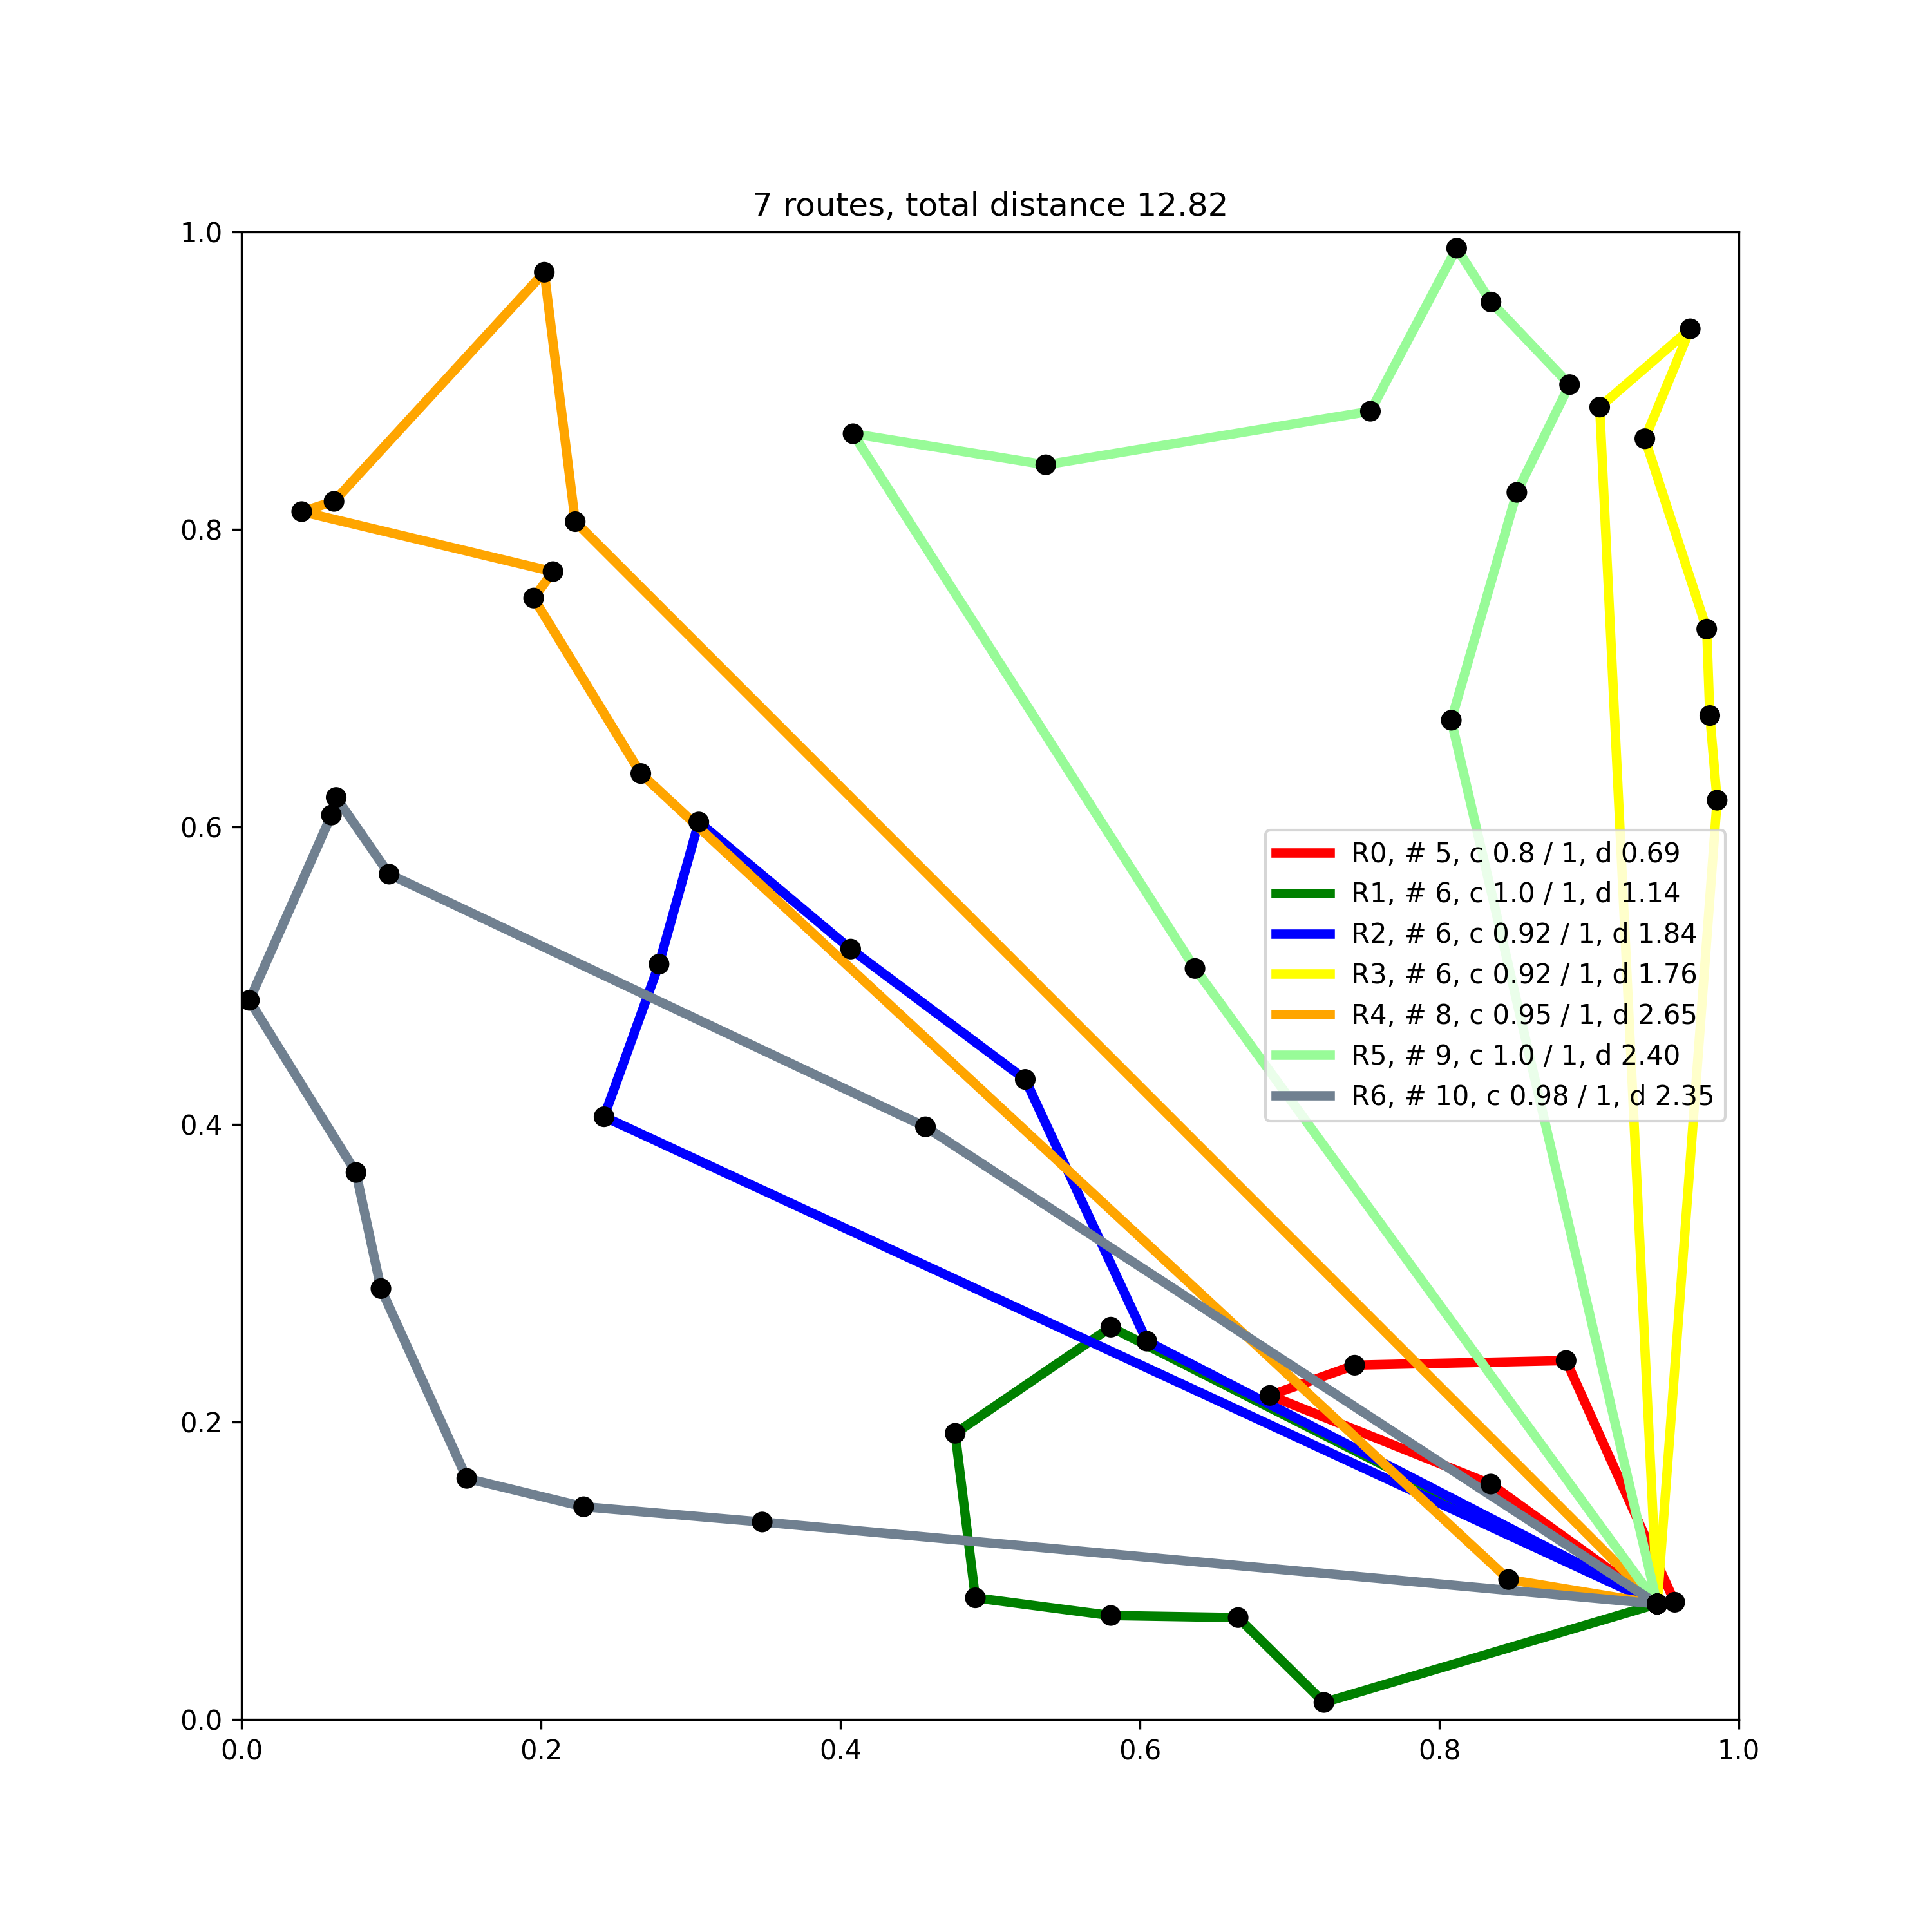 7 routes, total distance 12.82
1.0
0.8
0.6
0.4
0.2
0.0
R0, # 5, c 0.8 / 1, d 0.69
R1, # 6, c 1.0 / 1, d 1.14
R2, # 6, c 0.92 / 1, d 1.84
R3, # 6, c 0.92 / 1, d 1.76
R4, # 8, c 0.95 / 1, d 2.65
R5, # 9, c 1.0 / 1, d 2.40
R6, # 10, c 0.98 / 1, d 2.35
0.0 0.2 0.4 0.6 0.8 1.0